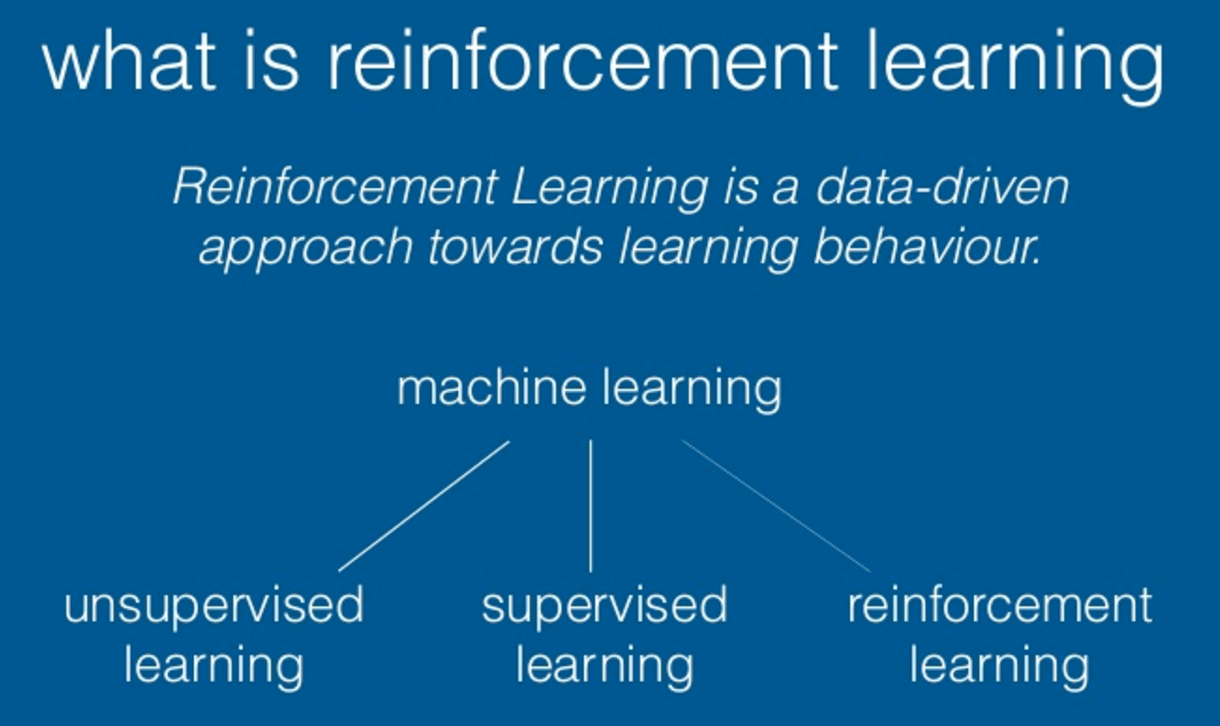 what is reinforcement learning
Reinforcement Learning is a data-driven
approach towards learning behaviour.
machine learning
unsupervised
learning
supervised
learning
reinforcement
learning